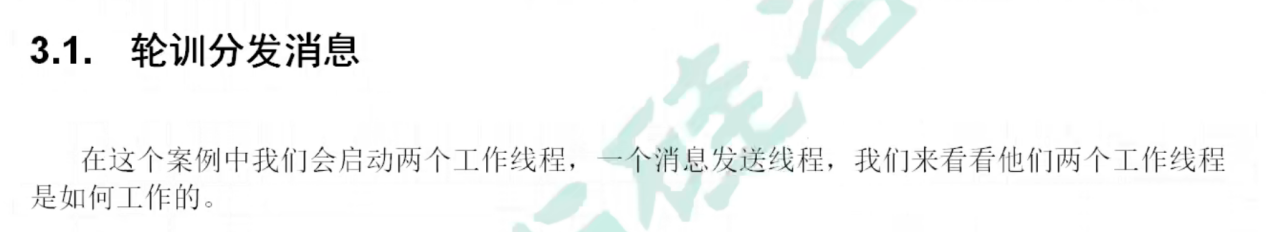 3.1. 轮训分发消息
在这个案例中我们会启动两个工作线程，一个消息发送线程，我们来看看他们两个工作线程
是如何工作的。